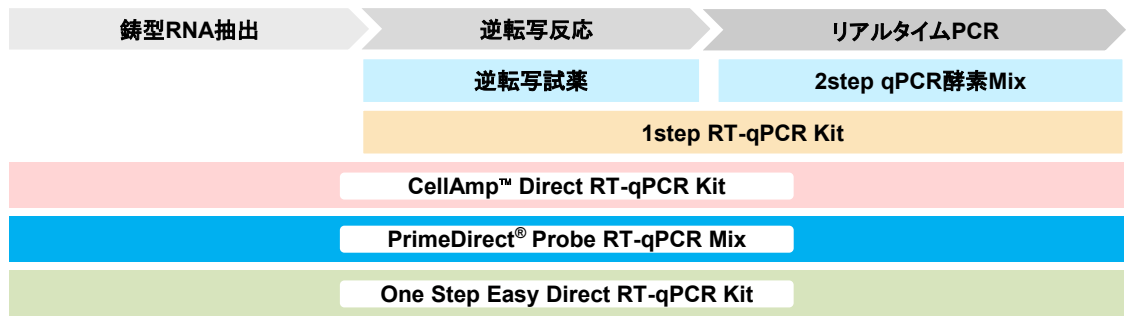 鋳型RNA抽出
逆転写反応
リアルタイムPCR
逆転写試薬
2step qPCR酵素Mix
1step RT-qPCR Kit
CellAmp™ Direct RT-qPCR Kit
PrimeDirect® Probe RT-qPCR Mix
One Step Easy Direct RT-qPCR Kit